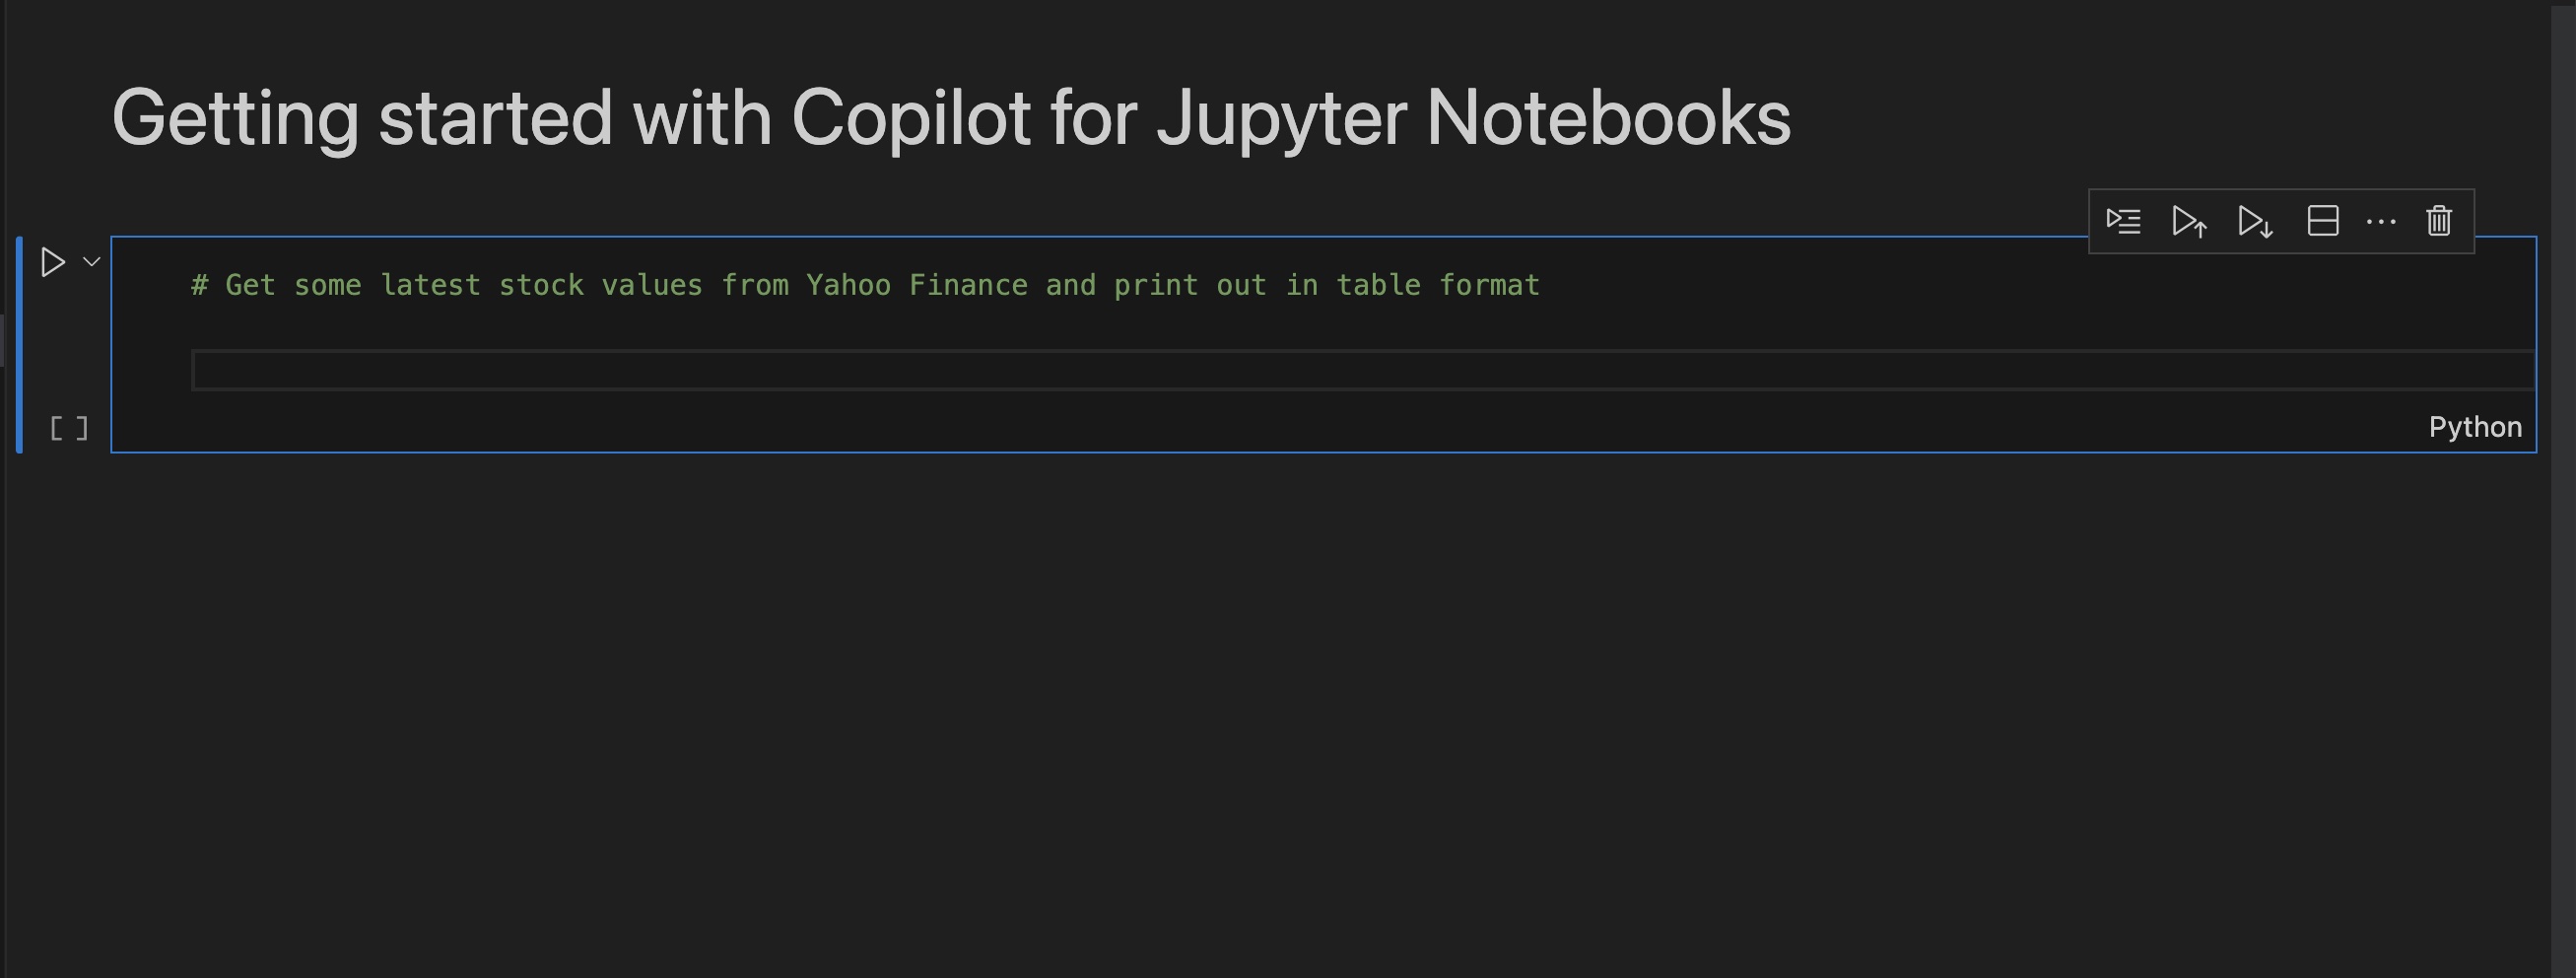 Getting started with Copilot for Jupyter Notebooks
# Get some latest stock values from Yahoo Finance and print out in table format
[ ]
Python